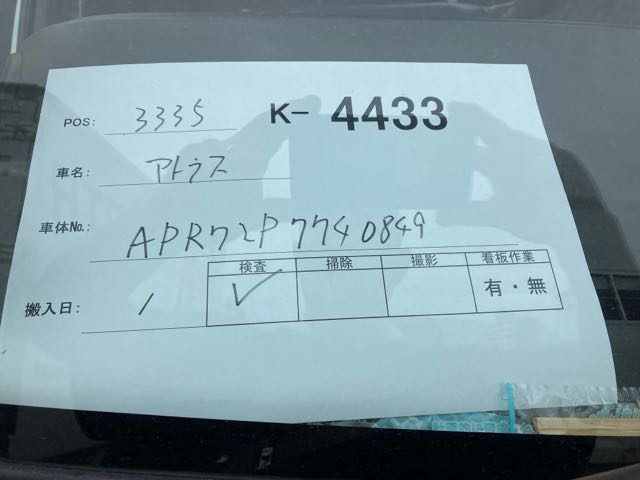 POS: 3335 K- 4433
車名: アトラス
車体No.: APR72P7740849
検査 掃除 撮影 看板作業
搬入日: / ✓ 有・無